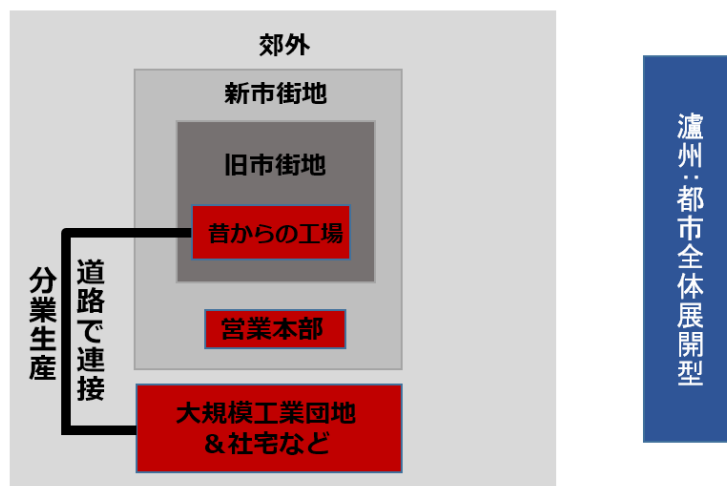 郊外
新市街地
旧市街地
昔からの工場
営業本部
大規模工業団地
＆社宅など
道路で連接
分業生産
瀘州：都市全体展開型